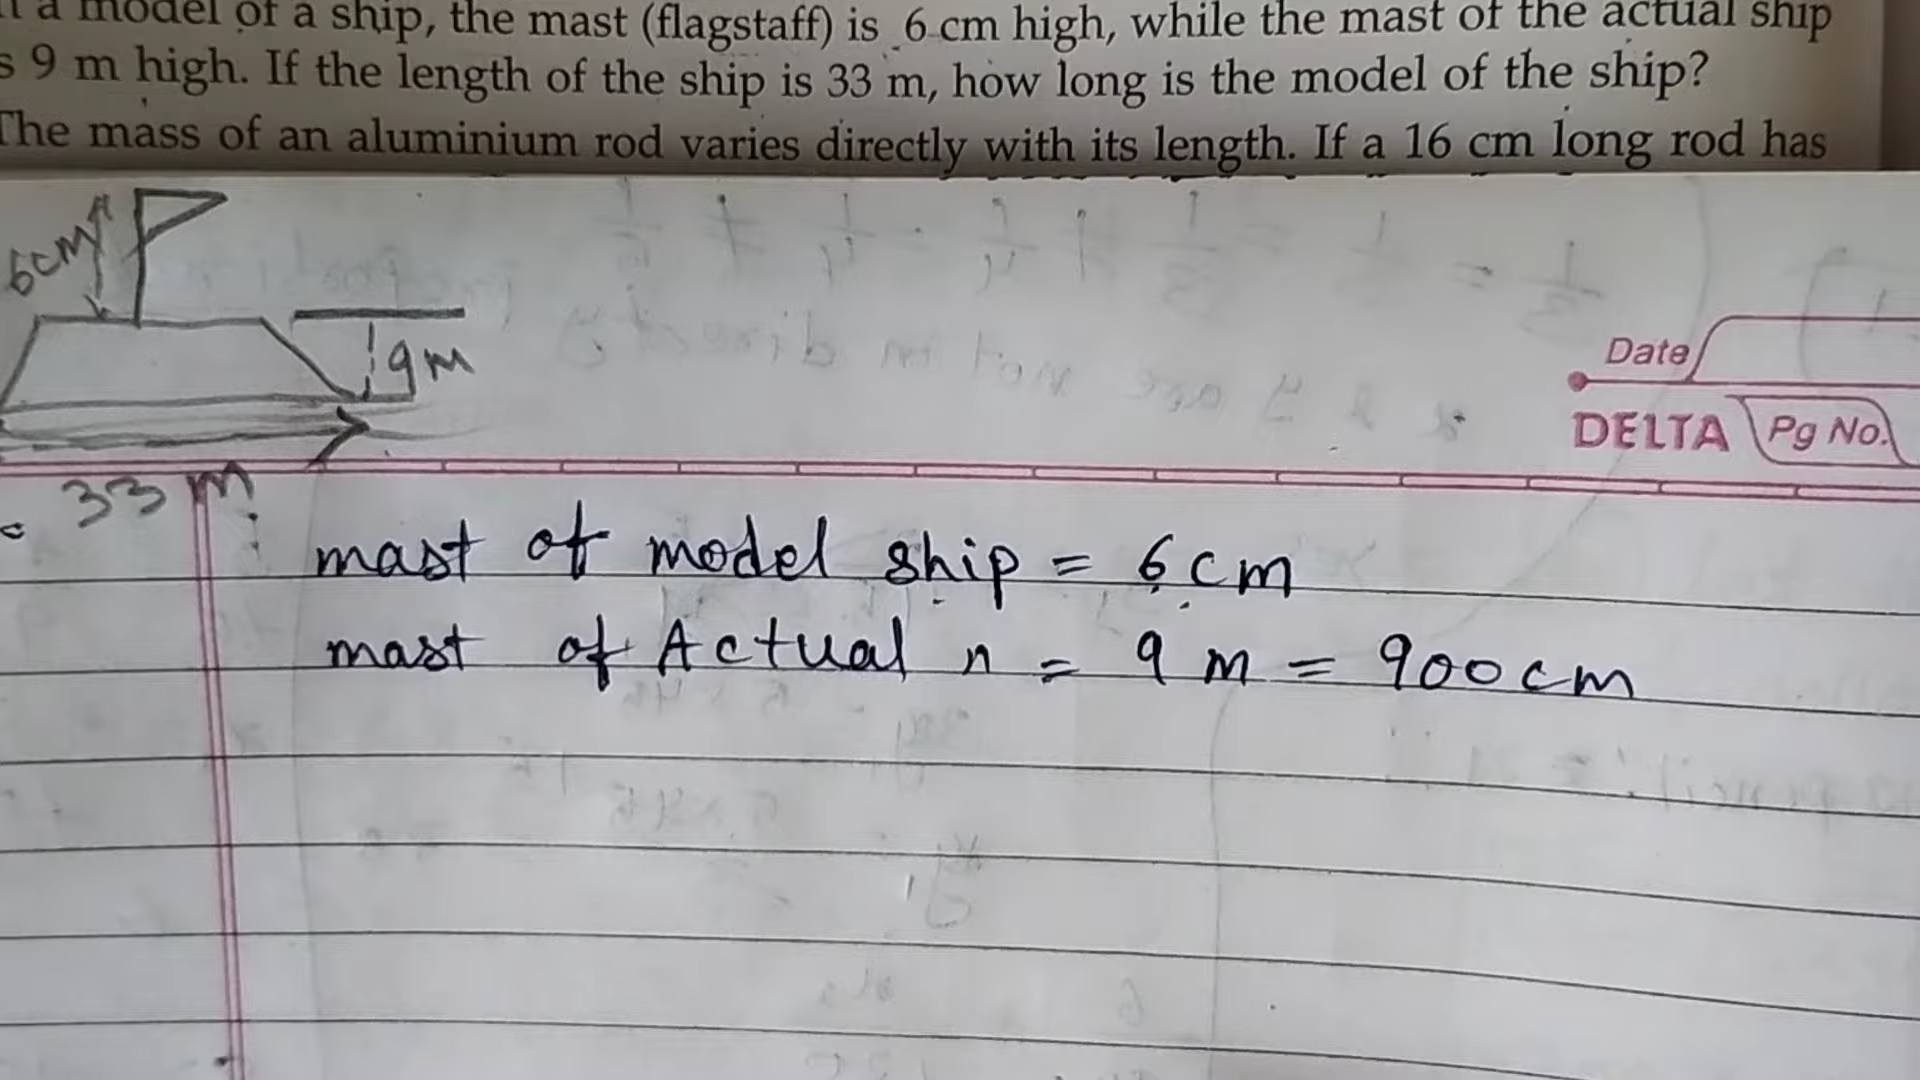 a model of a ship, the mast (flagstaff) is 6 cm high, while the mast of the actual ship
s 9 m high. If the length of the ship is 33 m, how long is the model of the ship?
The mass of an aluminium rod varies directly with its length. If a 16 cm long rod has
6cm
9m
Date
DELTA Pg No.
33 m
mast of model ship = 6 cm
mast of Actual n = 9 m = 900 cm